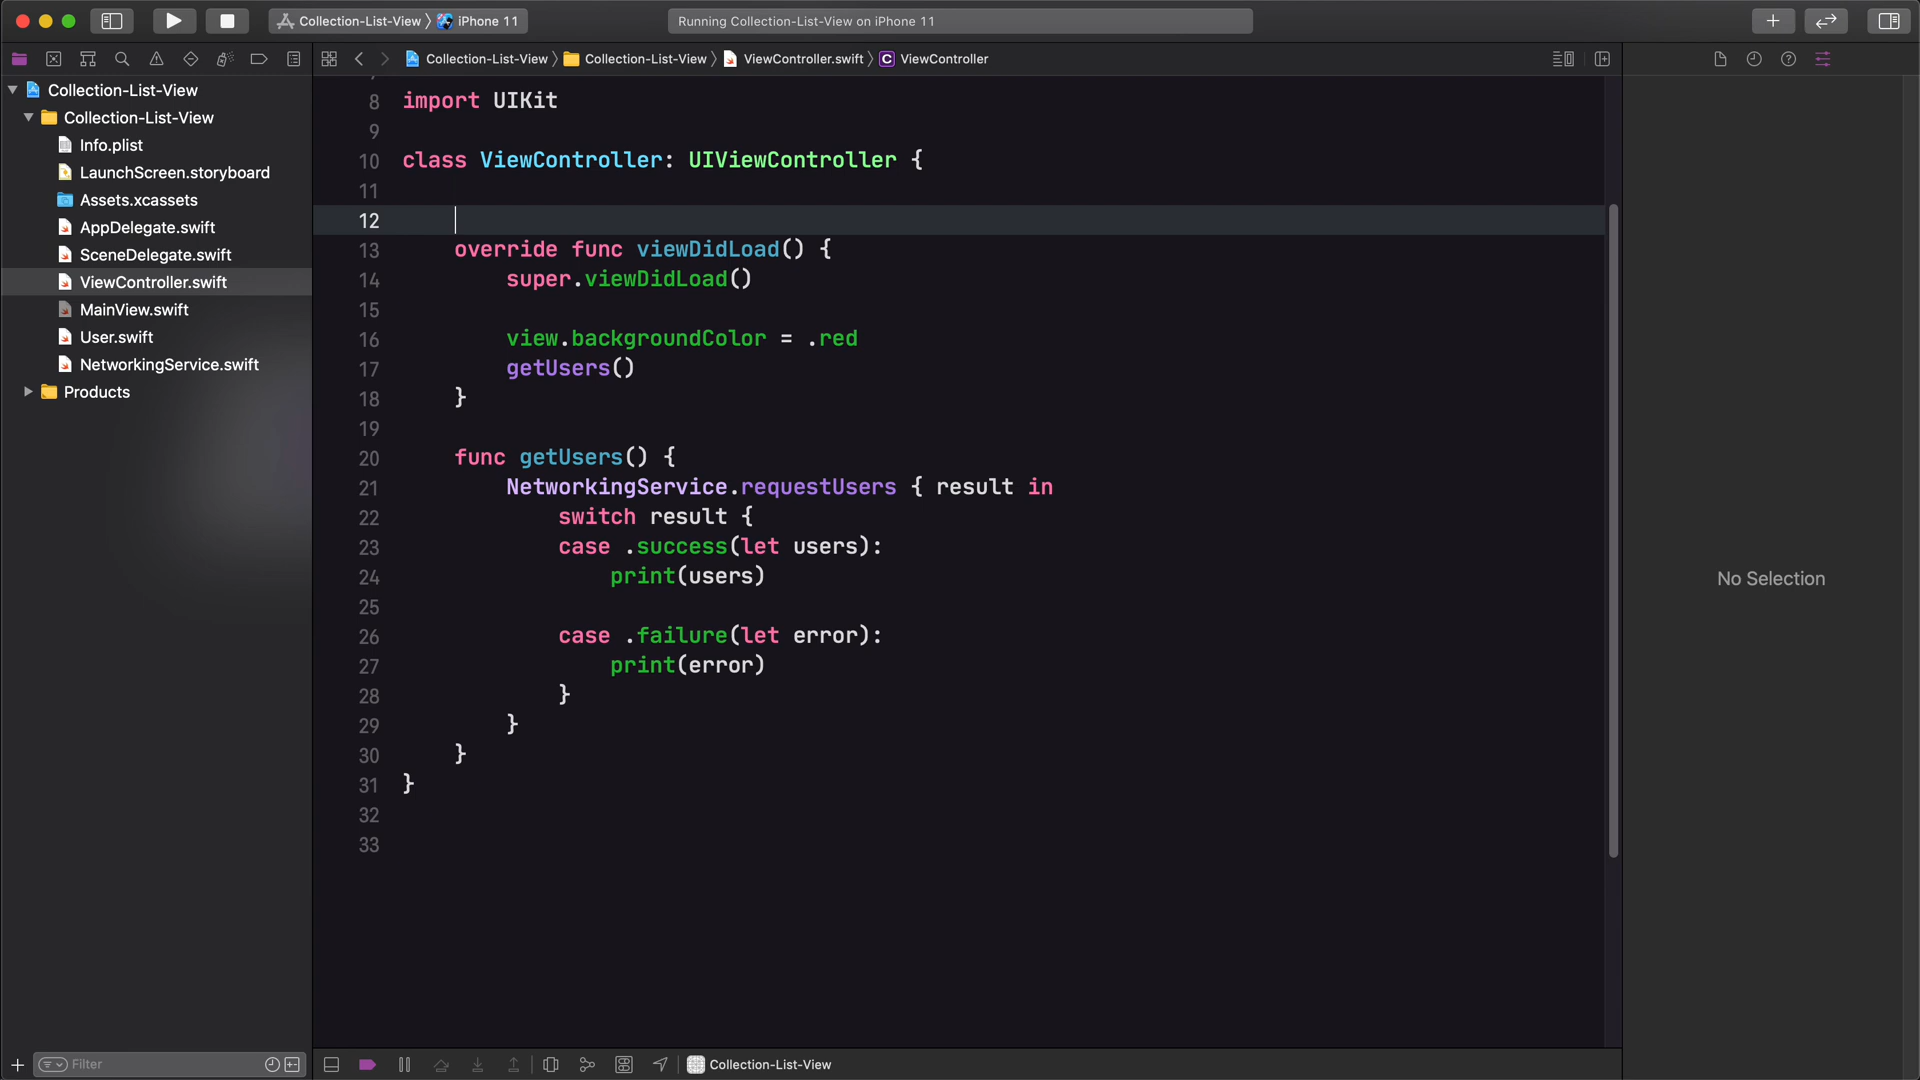 Collection-List-View
iPhone 11
Running Collection-List-View on iPhone 11
Collection-List-View
Collection-List-View
ViewController.swift
C
ViewController
Collection-List-View
Collection-List-View
Info.plist
LaunchScreen.storyboard
Assets.xcassets
AppDelegate.swift
SceneDelegate.swift
ViewController.swift
MainView.swift
User.swift
NetworkingService.swift
Products
8 import UIKit
9
10 class ViewController: UIViewController {
11
12
13 override func viewDidLoad() {
14 super.viewDidLoad()
15
16 view.backgroundColor = .red
17 getUsers()
18 }
19
20 func getUsers() {
21 NetworkingService.requestUsers { result in
22 switch result {
23 case .success(let users):
24 print(users)
25
26 case .failure(let error):
27 print(error)
28 }
29 }
30 }
31 }
32
33
No Selection
Filter
Collection-List-View